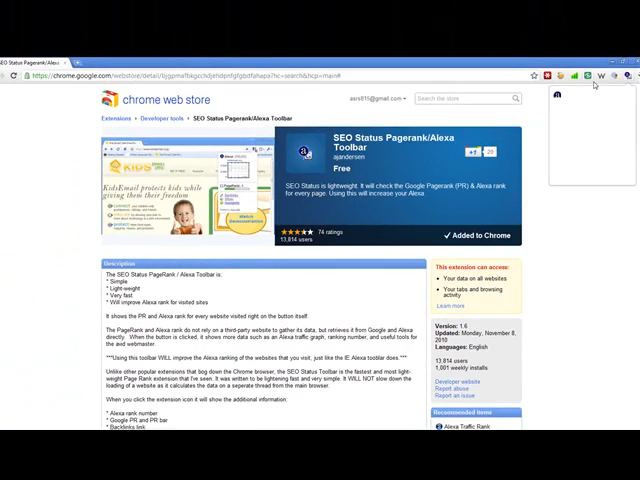 SEO Status Pagerank/Alexa
chrome web store
Search the store
Extensions Developer tools SEO Status Pagerank/Alexa Toolbar
SEO Status Pagerank/Alexa
Toolbar
ajandersen
Free
+1 20
SEO Status is lightweight. It will check the Google Pagerank (PR) & Alexa rank
for every page. Using this will increase your Alexa
KIDS
KidsEmail protects kids while
giving them their freedom!
Watch
Demonstration
74 ratings
13,814 users
Added to Chrome
Description
The SEO Status PageRank / Alexa Toolbar is:
* Simple
* Light-weight
* Very fast
* Will improve Alexa rank for visited sites
It shows the PR and Alexa rank for every website visited right on the button itself
The PageRank and Alexa rank do not rely on a third-party website to gather its data, but retrieves it from Google and Alexa
directly. When the button is clicked, it shows more data such as an Alexa traffic graph, ranking number, and useful tools for
the avid webmaster.
***Using this toolbar WILL improve the Alexa ranking of the websites that you visit, just like the IE Alexa toolbar does.***
Unlike other popular extensions that bog down the Chrome browser, the SEO Status Toolbar is the fastest and most light-
weight Page Rank extension that I've seen. It was written to be lightening fast and very simple. It WILL NOT slow down the
loading of a website as it calculates the data on a seperate thread from the main browser.
When you click the extension icon it will show the additional information:
* Alexa rank number
* Google PR and PR bar
* Backlinks link
This extension can access:
Your data on all websites
Your tabs and browsing
activity
Learn more
Version: 1.6
Updated: Monday, November 8,
2010
Languages: English
13,814 users
1,001 weekly installs
Developer website
Report abuse
Report an issue
Recommended items
Alexa Traffic Rank